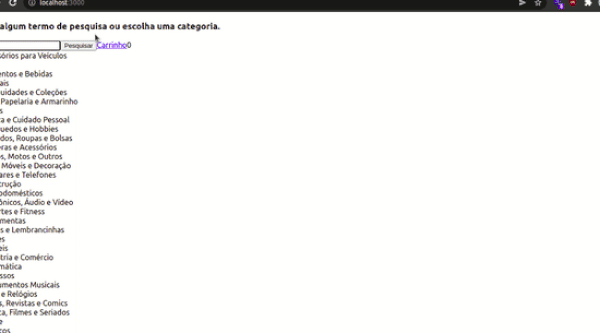 localhost:3000
algum termo de pesquisa ou escolha uma categoria.
Pesquisar Carrinho0
sórios para Veículos
entos e Bebidas
ais
uidades e Coleções
Papelaria e Armarinho
s
a e Cuidado Pessoal
uedos e Hobbies
dos, Roupas e Bolsas
eras e Acessórios
s, Motos e Outros
Móveis e Decoração
ares e Telefones
trução
odomésticos
ônicos, Áudio e Vídeo
rtes e Fitness
mentas
s e Lembrancinhas
es
eis
tria e Comércio
mática
ssos
umentos Musicais
e Relógios
s, Revistas e Comics
ca, Filmes e Seriados
e
cos